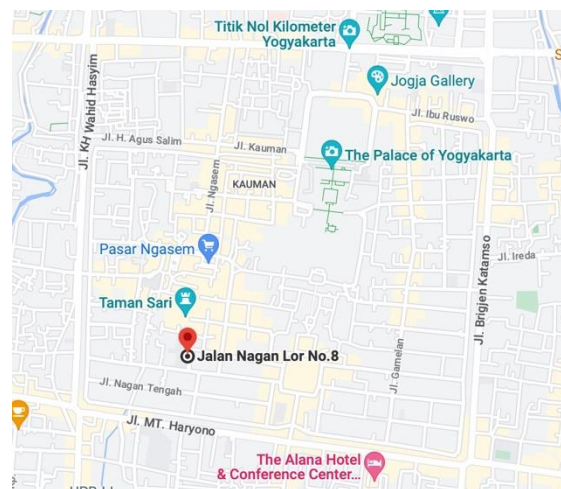 Titik Nol Kilometer
Yogyakarta
Jogja Gallery
Jl. Ibu Ruswo
Jl. KH Wahid Hasyim
Jl. H. Agus Salim
Jl. Kauman
The Palace of Yogyakarta
KAUMAN
Jl. Ngasem
Pasar Ngasem
Jl. Ireda
Jl. Brigjen Katamso
Taman Sari
Jalan Nagan Lor No.8
Jl. Gamelan
Jl. Nagan Tengah
Jl. MT. Haryono
The Alana Hotel
& Conference Center...